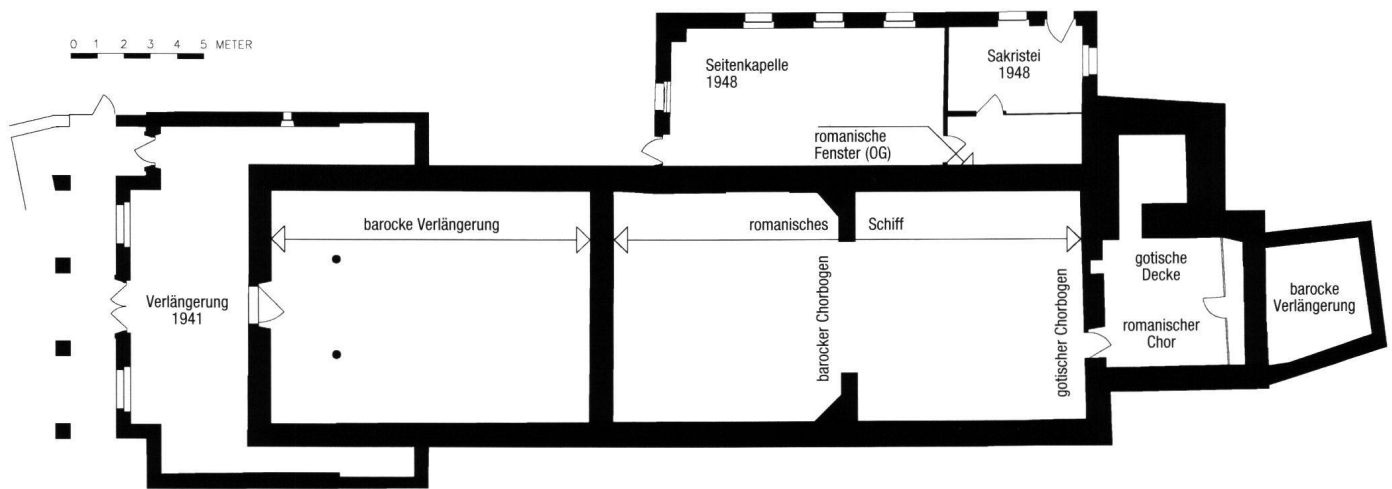 0 1 2 3 4 5 METER
Seitenkapelle
1948
Sakristei
1948
romanische
Fenster (OG)
barocke Verlängerung
romanisches Schiff
Verlängerung
1941
barocker Chorbogen
gotischer Chorbogen
gotische
Decke
romanischer
Chor
barocke
Verlängerung